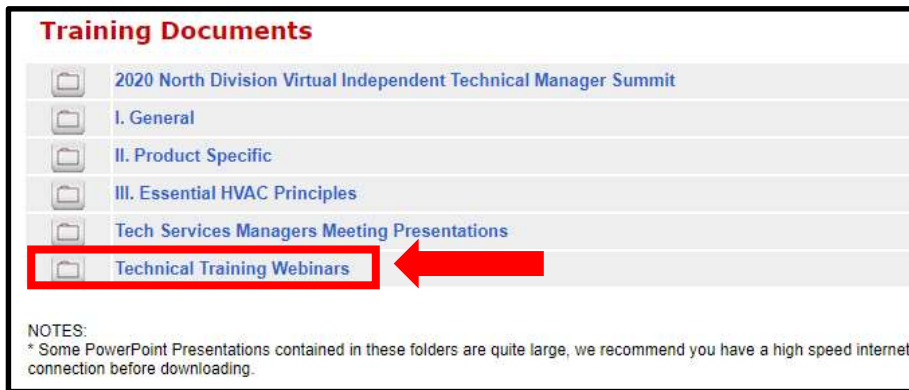 Training Documents
2020 North Division Virtual Independent Technical Manager Summit
I. General
II. Product Specific
III. Essential HVAC Principles
Tech Services Managers Meeting Presentations
Technical Training Webinars
NOTES:
* Some PowerPoint Presentations contained in these folders are quite large, we recommend you have a high speed internet
connection before downloading.